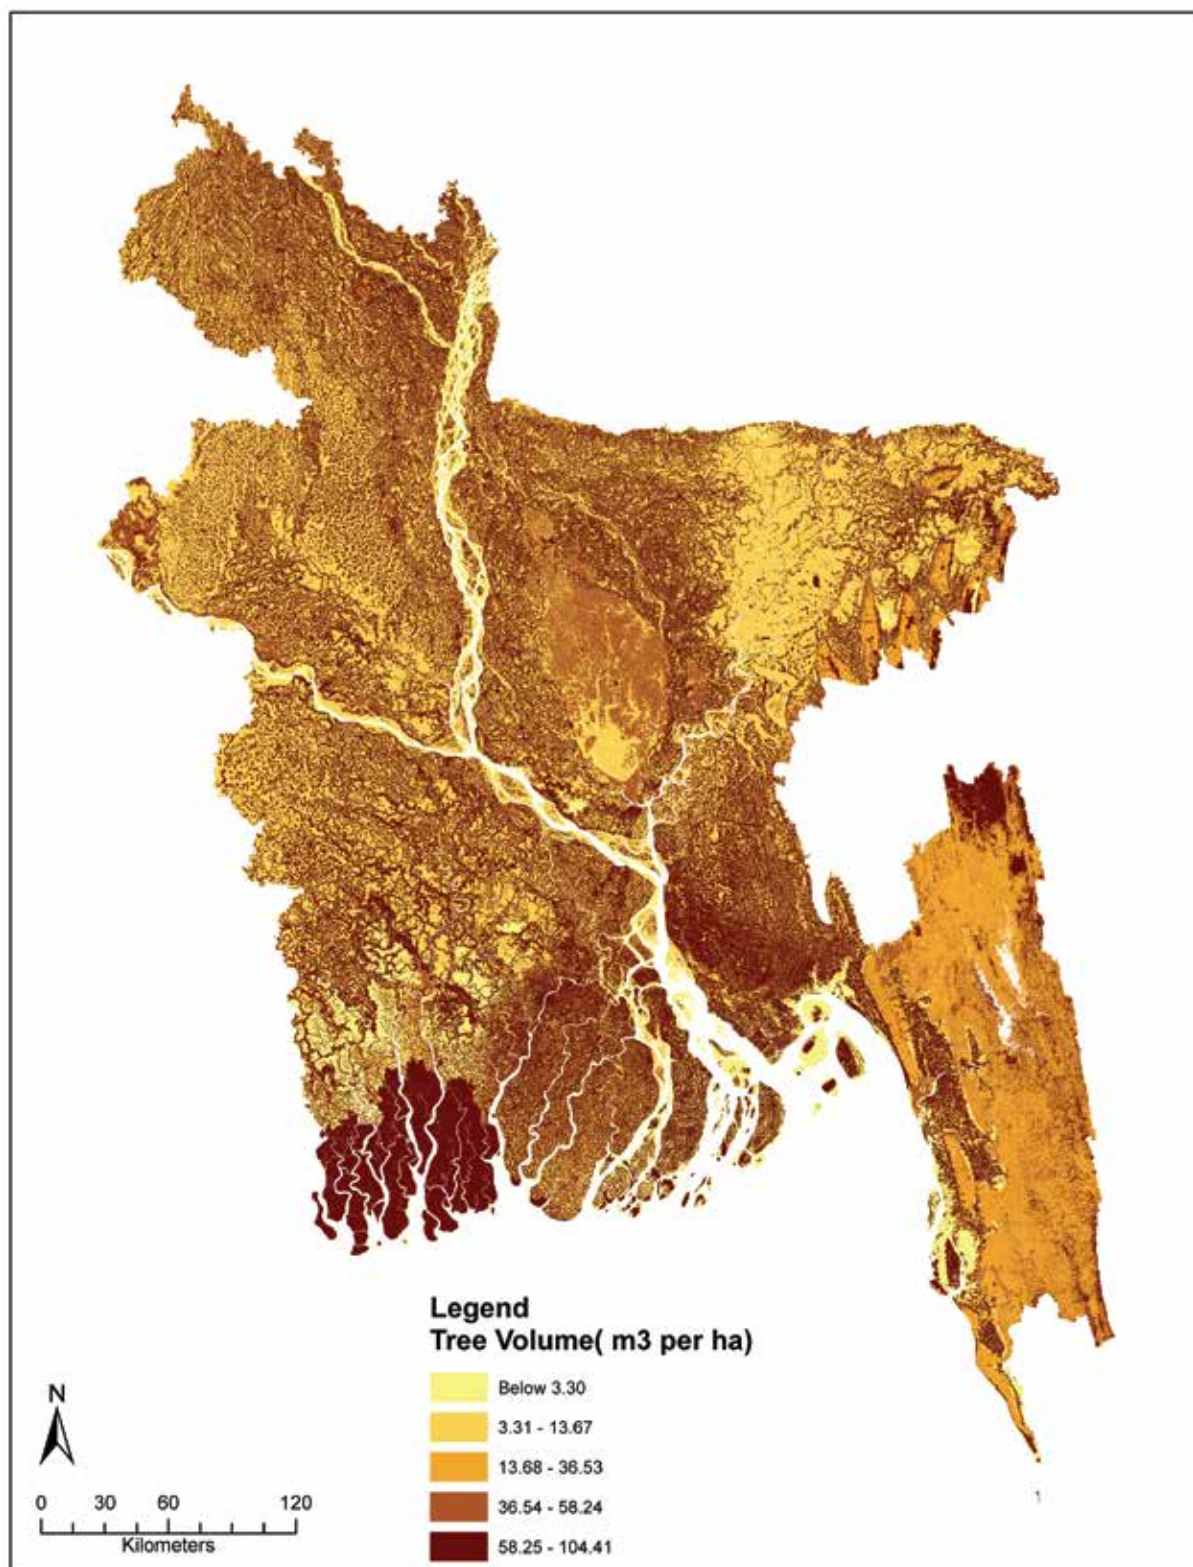 Legend
Tree Volume( m3 per ha)
Below 3.30
3.31 - 13.67
13.68 - 36.53
36.54 - 58.24
58.25 - 104.41
N
0 30 60 120
Kilometers
1